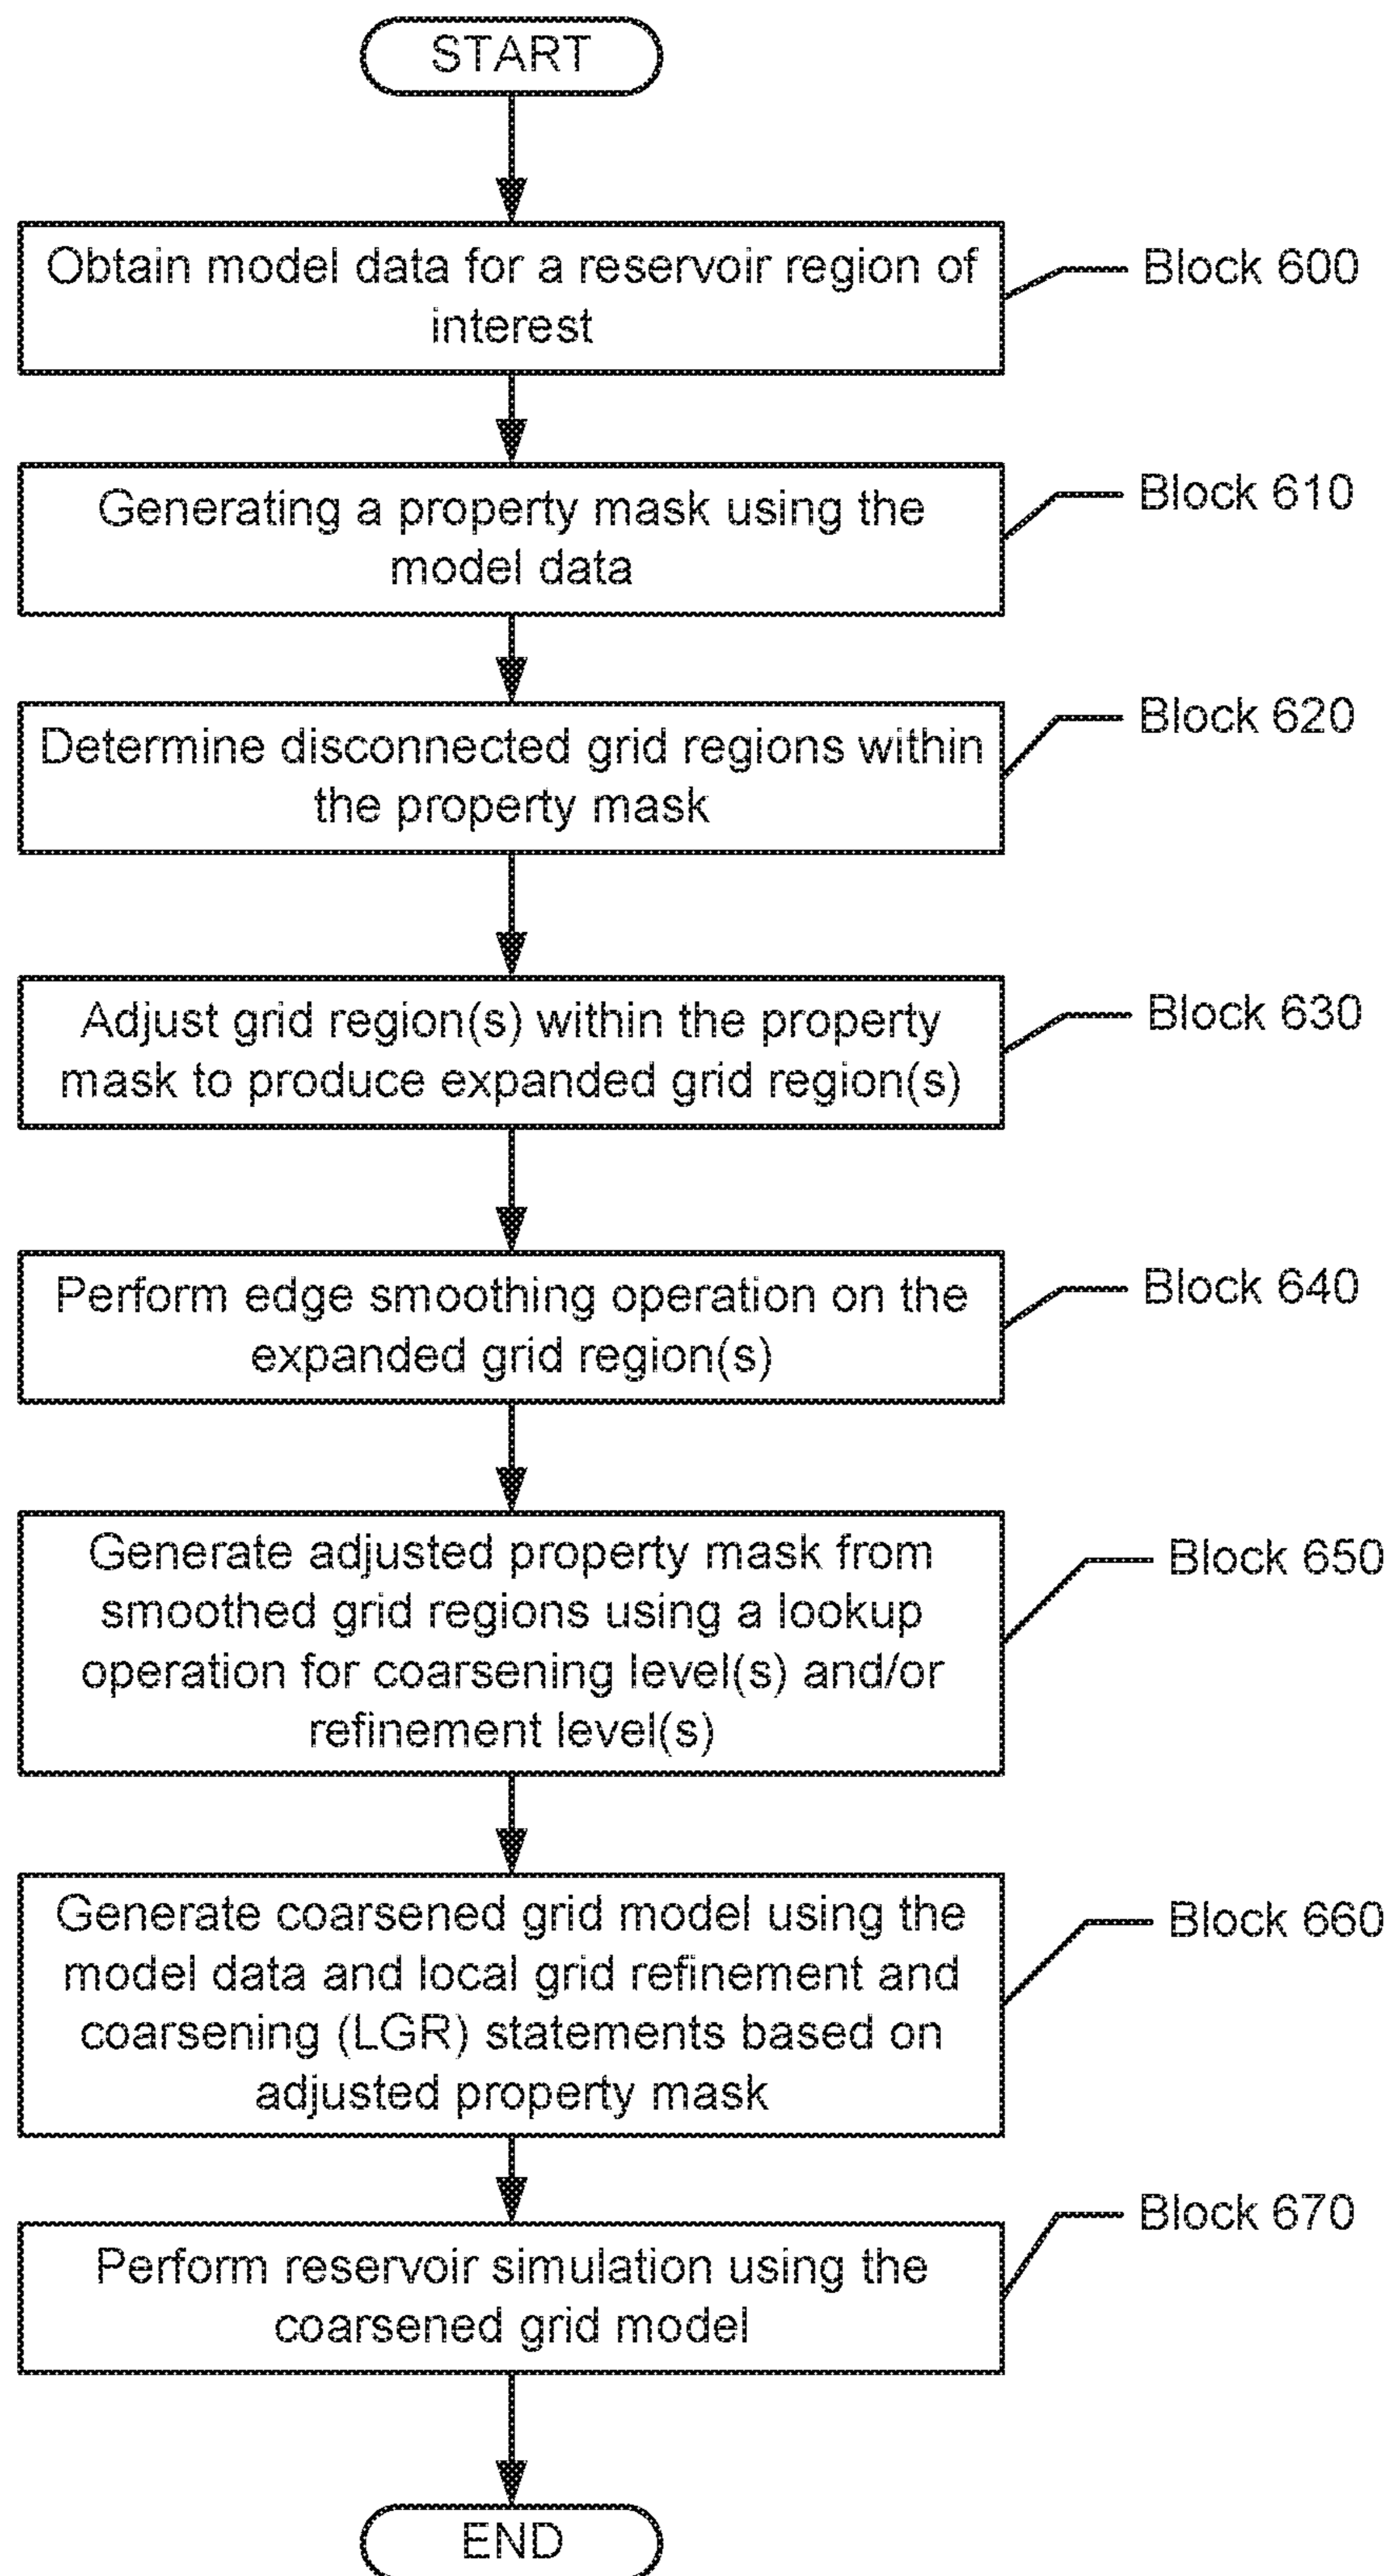 START
Obtain model data for a reservoir region of
interest
Block 600
Generating a property mask using the
model data
Block 610
Determine disconnected grid regions within
the property mask
Block 620
Adjust grid region(s) within the property
mask to produce expanded grid region(s)
Block 630
Perform edge smoothing operation on the
expanded grid region(s)
Block 640
Generate adjusted property mask from
smoothed grid regions using a lookup
operation for coarsening level(s) and/or
refinement level(s)
Block 650
Generate coarsened grid model using the
model data and local grid refinement and
coarsening (LGR) statements based on
adjusted property mask
Block 660
Perform reservoir simulation using the
coarsened grid model
Block 670
END